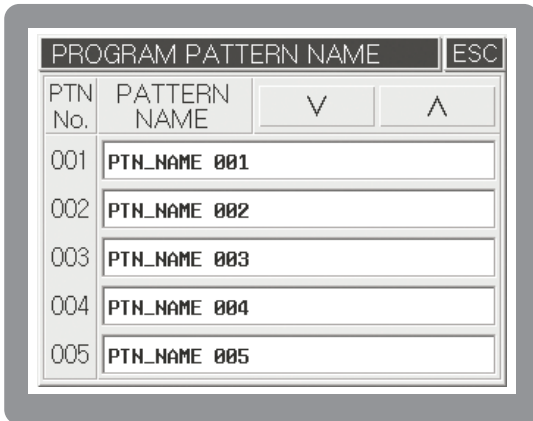 PROGRAM PATTERN NAME ESC
PTN No. PATTERN NAME V Λ
001 PTN_NAME 001
002 PTN_NAME 002
003 PTN_NAME 003
004 PTN_NAME 004
005 PTN_NAME 005